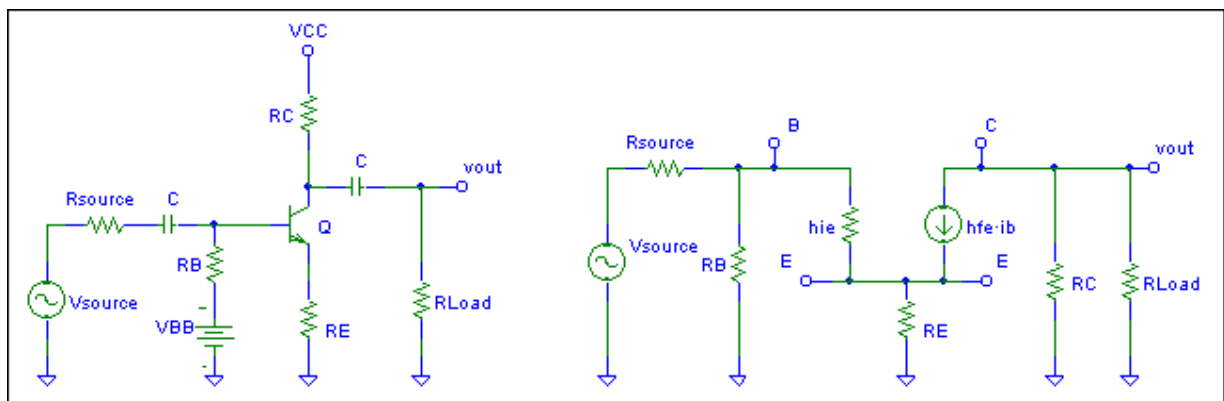 VCC
RC
C
vout
Rsource
C
Q
RB
Vsource
VBB
-
-
RE
RLoad
B
C
Rsource
vout
hie
hfe·ib
Vsource
RB
E
E
RE
RC
RLoad